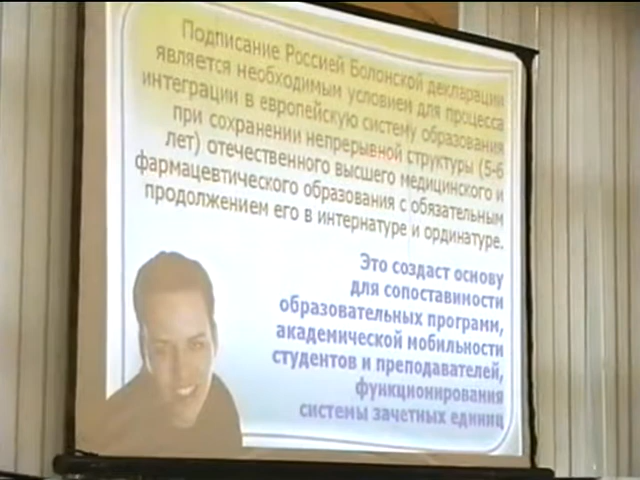 Подписание Россией Болонской декларации
является необходимым условием для процесса
интеграции в европейскую систему образования
при сохранении непрерывной структуры (5-6
лет) отечественного высшего медицинского и
фармацевтического образования с обязательным
продолжением его в интернатуре и ординатуре.
Это создаст основу
для сопоставимости
образовательных программ,
академической мобильности
студентов и преподавателей,
функционирования
системы зачетных единиц